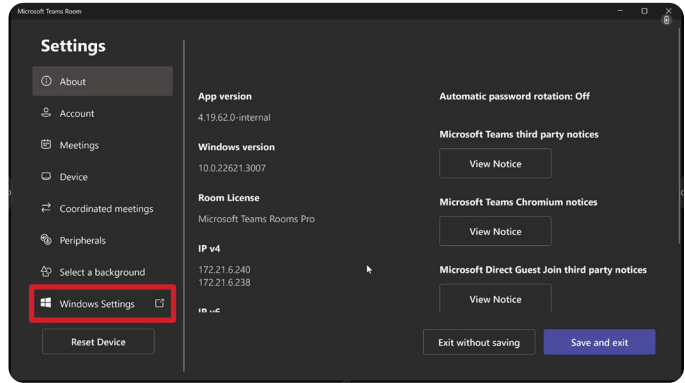 Microsoft Teams Room
Settings
About
Account
Meetings
Device
Coordinated meetings
Peripherals
Select a background
Windows Settings
Reset Device
App version
4.19.62.0-internal
Windows version
10.0.22621.3007
Room License
Microsoft Teams Rooms Pro
IP v4
172.21.6.240
172.21.6.238
IP v6
Automatic password rotation: Off
Microsoft Teams third party notices
View Notice
Microsoft Teams Chromium notices
View Notice
Microsoft Direct Guest Join third party notices
View Notice
Exit without saving
Save and exit